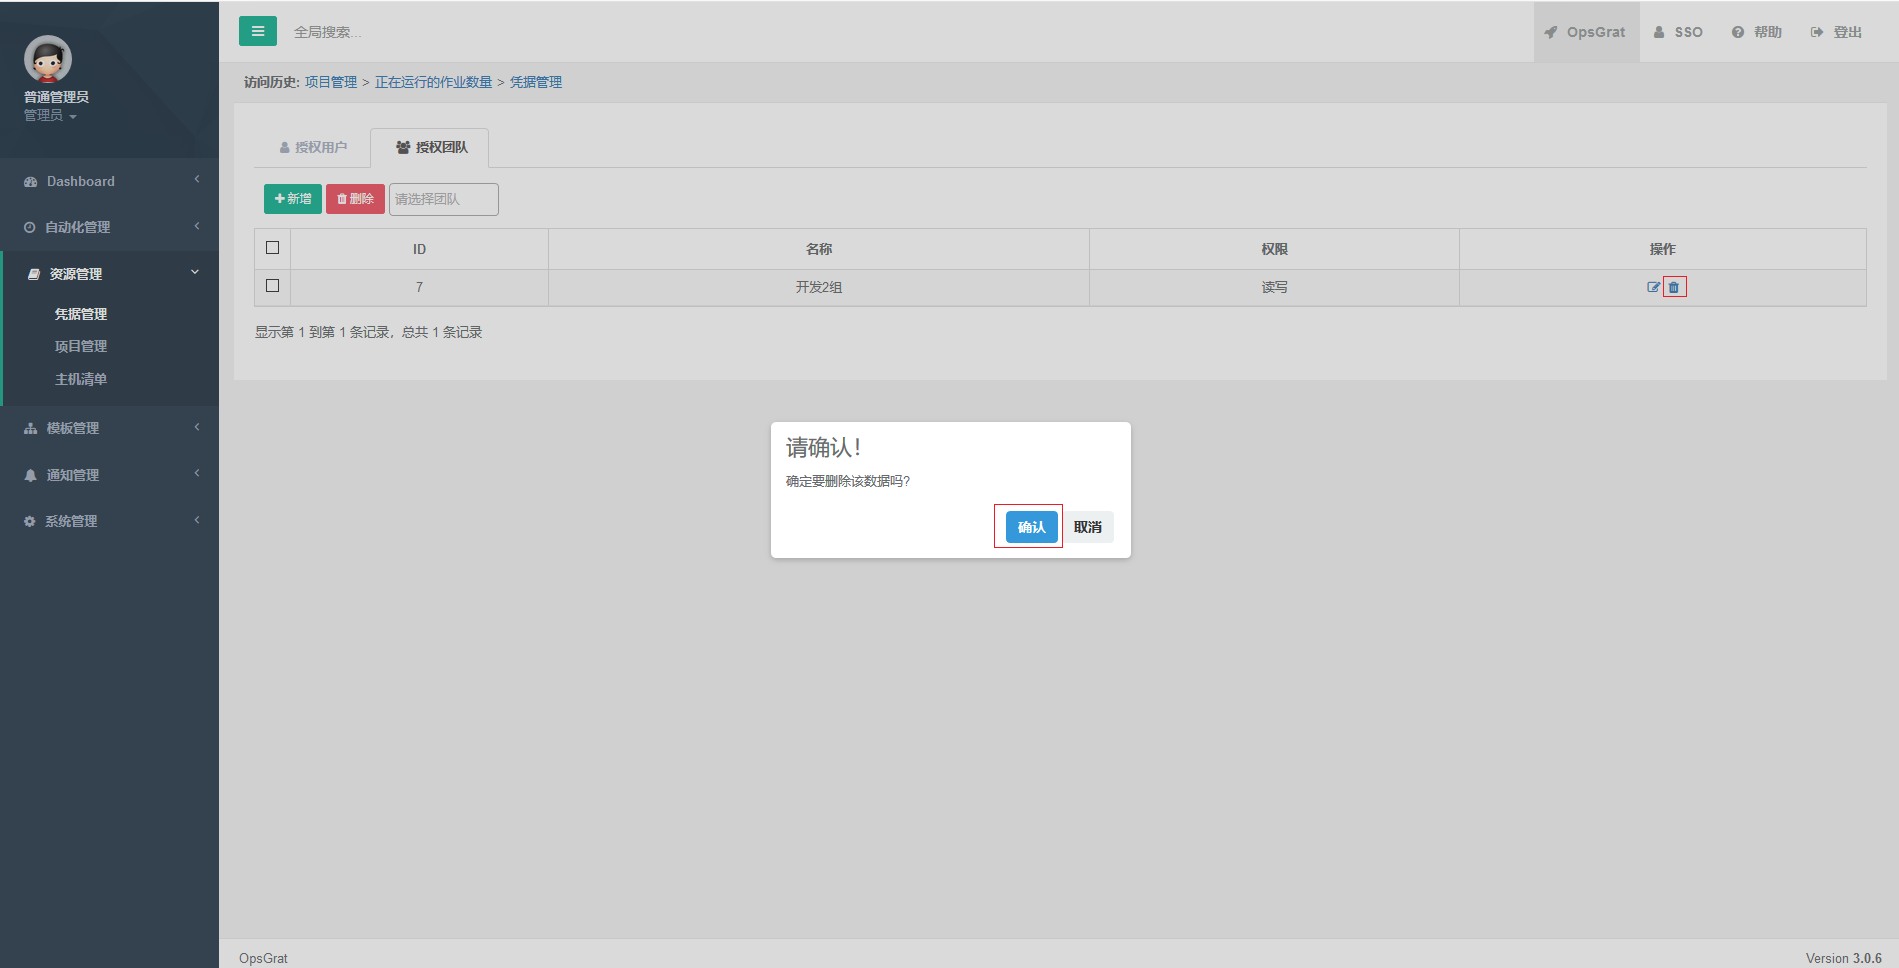 普通管理员
管理员
Dashboard
自动化管理
资源管理
凭据管理
项目管理
主机清单
模板管理
通知管理
系统管理
全局搜索...
OpsGrat
SSO
帮助
登出
访问历史: 项目管理 > 正在运行的作业数量 > 凭据管理
授权用户
授权团队
新增
删除
请选择团队
ID 名称 权限 操作
7 开发2组 读写
显示第 1 到第 1 条记录，总共 1 条记录
请确认！
确定要删除该数据吗?
确认
取消
OpsGrat
Version 3.0.6